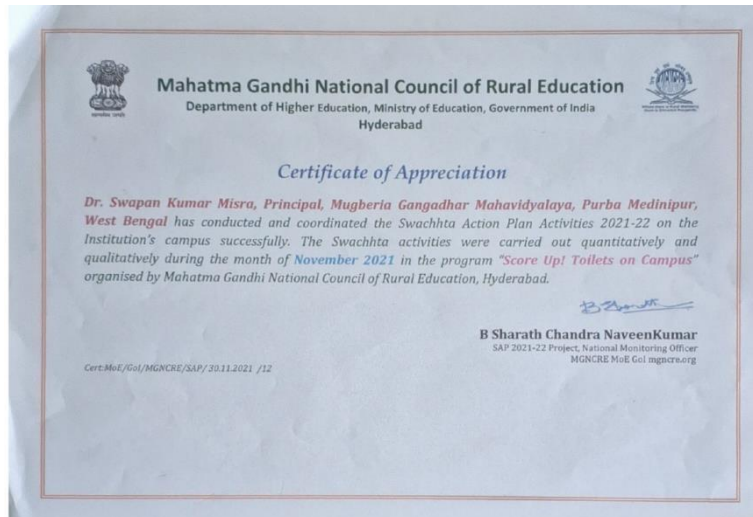 Mahatma Gandhi National Council of Rural Education
Department of Higher Education, Ministry of Education, Government of India
Hyderabad
Certificate of Appreciation
Dr. Swapan Kumar Misra, Principal, Mugberia Gangadhar Mahavidyalaya, Purba Medinipur,
West Bengal has conducted and coordinated the Swachhta Action Plan Activities 2021-22 on the
Institution's campus successfully. The Swachhta activities were carried out quantitatively and
qualitatively during the month of November 2021 in the program "Score Up! Toilets on Campus"
organised by Mahatma Gandhi National Council of Rural Education, Hyderabad.
B Sharath Chandra NaveenKumar
SAP 2021-22 Project, National Monitoring Officer
MGNCRE MoE GoI mgncre.org
Cert:MoE/GoI/MGNCRE/SAP/30.11.2021 /12